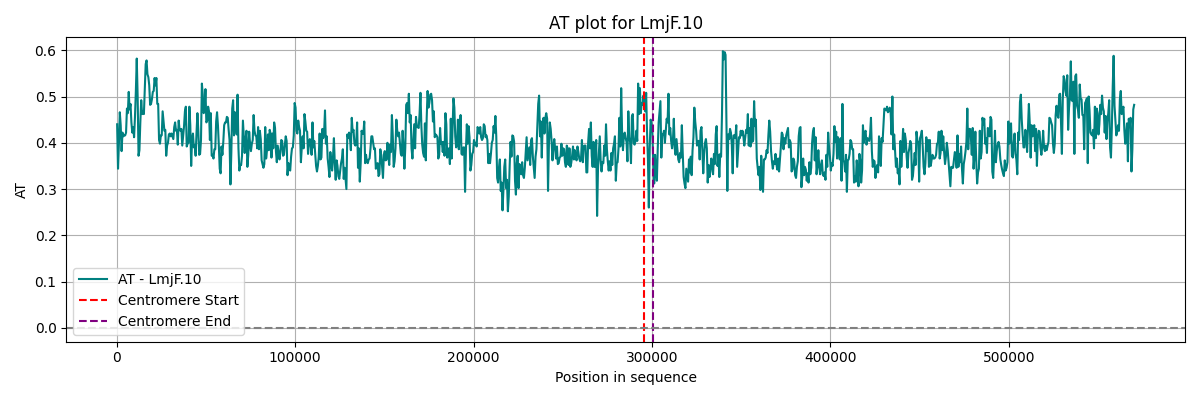 AT plot for LmjF.10
AT
0.6
0.5
0.4
0.3
0.2
0.1
0.0
AT - LmjF.10
Centromere Start
Centromere End
0 100000 200000 300000 400000 500000
Position in sequence